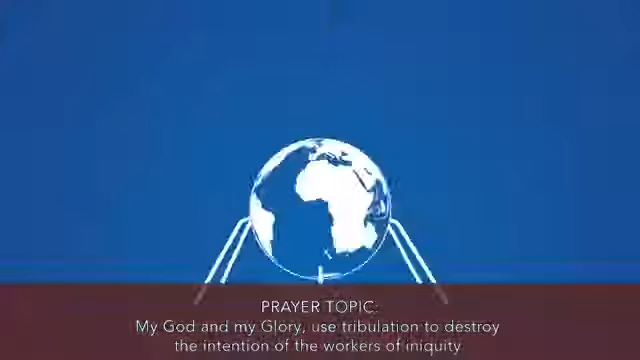 PRAYER TOPIC:
My God and my Glory, use tribulation to destroy
the intention of the workers of iniquity